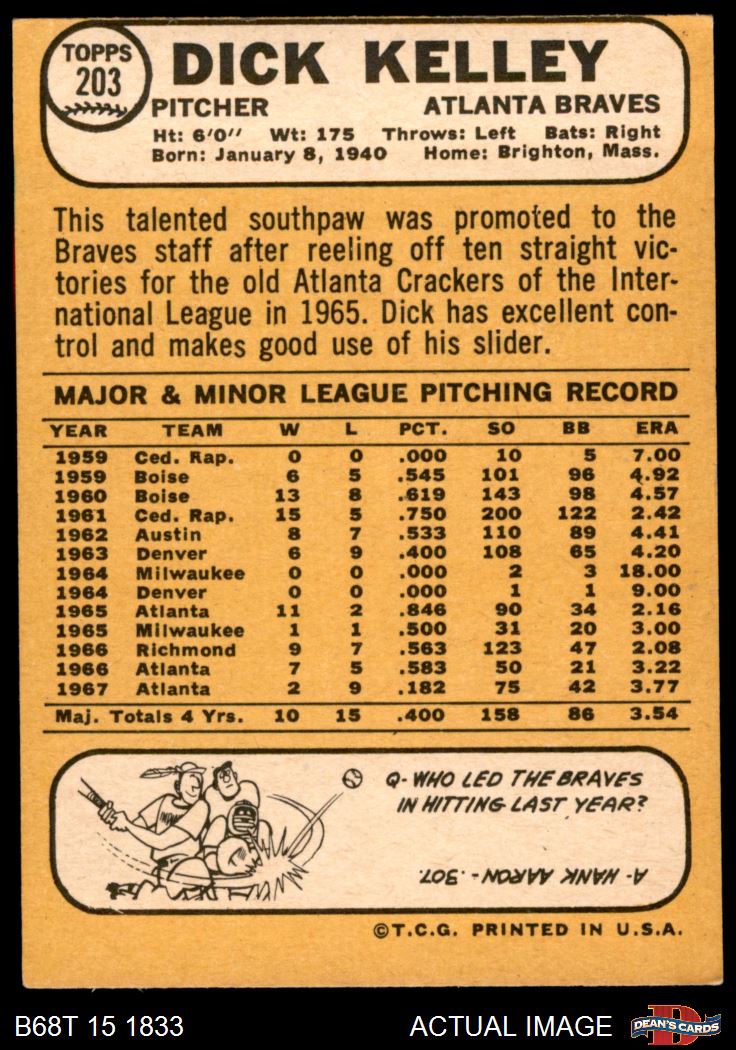 TOPPS
203
DICK KELLEY
PITCHER ATLANTA BRAVES
Ht: 6'0" Wt: 175 Throws: Left Bats: Right
Born: January 8, 1940 Home: Brighton, Mass.
This talented southpaw was promoted to the
Braves staff after reeling off ten straight vic-
tories for the old Atlanta Crackers of the Inter-
national League in 1965. Dick has excellent con-
trol and makes good use of his slider.
MAJOR & MINOR LEAGUE PITCHING RECORD
YEAR TEAM W L PCT. SO BB ERA
1959 Ced. Rap. 0 0 .000 10 5 7.00
1959 Boise 6 5 .545 101 96 4.92
1960 Boise 13 8 .619 143 98 4.57
1961 Ced. Rap. 15 5 .750 200 122 2.42
1962 Austin 8 7 .533 110 89 4.41
1963 Denver 6 9 .400 108 65 4.20
1964 Milwaukee 0 0 .000 2 3 18.00
1964 Denver 0 0 .000 1 1 9.00
1965 Atlanta 11 2 .846 90 34 2.16
1965 Milwaukee 1 1 .500 31 20 3.00
1966 Richmond 9 7 .563 123 47 2.08
1966 Atlanta 7 5 .583 50 21 3.22
1967 Atlanta 2 9 .182 75 42 3.77
Maj. Totals 4 Yrs. 10 15 .400 158 86 3.54
Q- WHO LED THE BRAVES
IN HITTING LAST YEAR?
A- HANK AARON - .307.
©T.C.G. PRINTED IN U.S.A.
B68T 15 1833 ACTUAL IMAGE DEAN'S CARDS